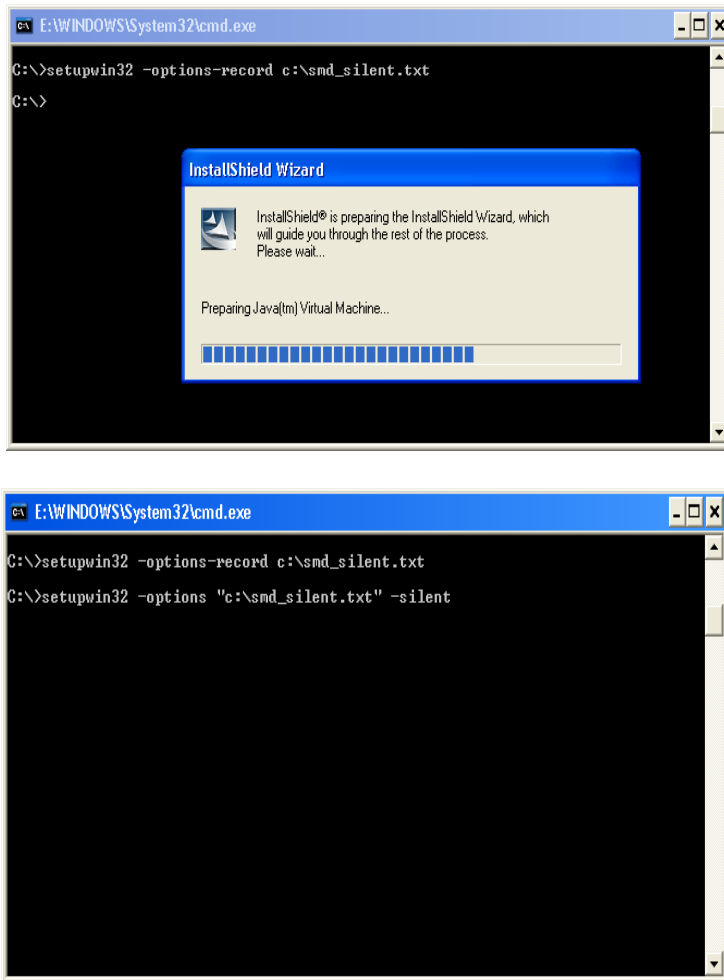 E:\WINDOWS\System32\cmd.exe
C:\>setupwin32 -options-record c:\smd_silent.txt
C:\>
InstallShield Wizard
InstallShield® is preparing the InstallShield Wizard, which
will guide you through the rest of the process.
Please wait...
Preparing Java(tm) Virtual Machine...
E:\WINDOWS\System32\cmd.exe
C:\>setupwin32 -options-record c:\smd_silent.txt
C:\>setupwin32 -options "c:\smd_silent.txt" -silent